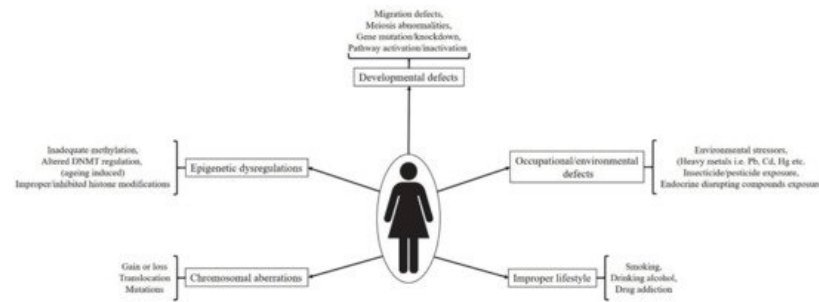 Migration defects,
Meiosis abnormalities,
Gene mutation/knockdown,
Pathway activation/inactivation
Developmental defects
Inadequate methylation,
Altered DNMT regulation,
(ageing induced)
Improper/inhibited histone modifications
Epigenetic dysregulations
Occupational/environmental
defects
Environmental stressors,
(Heavy metals i.e. Pb, Cd, Hg etc.
Insecticide/pesticide exposure,
Endocrine disrupting compounds exposure
Gain or loss
Translocation
Mutations
Chromosomal aberrations
Improper lifestyle
Smoking,
Drinking alcohol,
Drug addiction